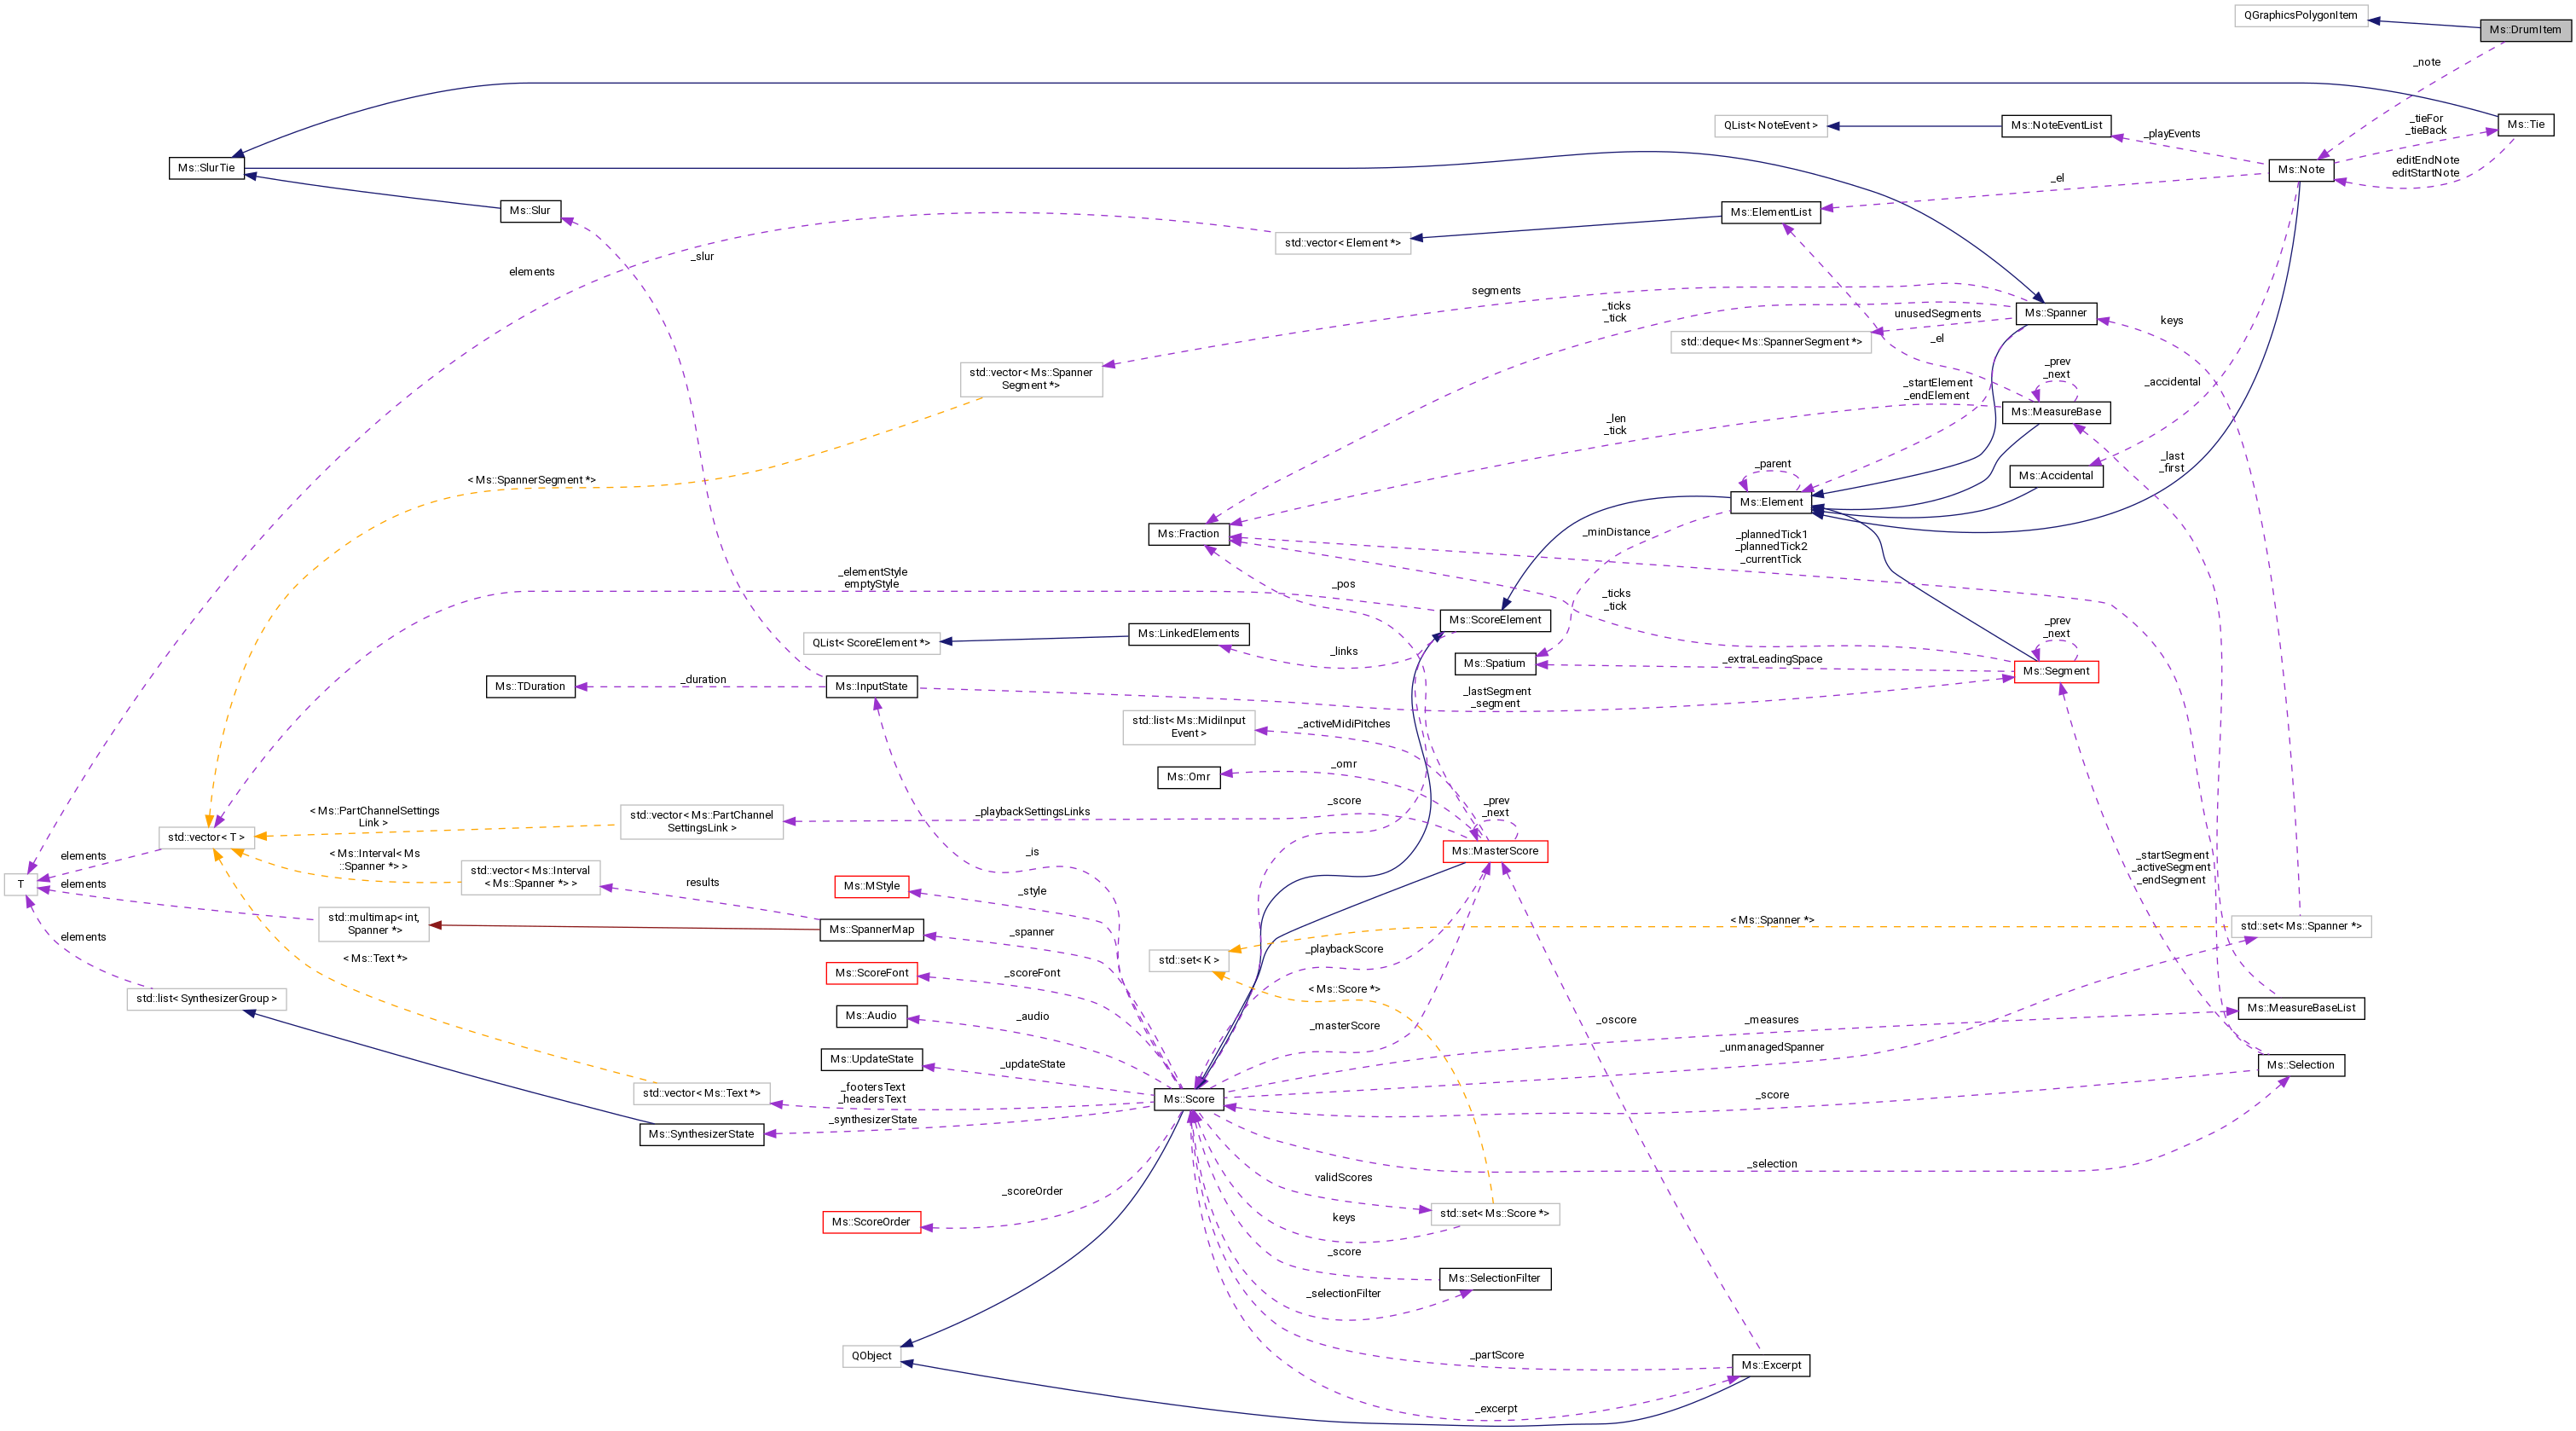 QGraphicsPolygonItem
Ms::DrumItem
_note
QList< NoteEvent >
Ms::NoteEventList
_playEvents
_tieFor
_tieBack
Ms::Tie
Ms::SlurTie
Ms::Note
editEndNote
editStartNote
_el
Ms::Slur
Ms::ElementList
std::vector< Element *>
_slur
elements
segments
_ticks
_tick
unusedSegments
Ms::Spanner
keys
std::deque< Ms::SpannerSegment *>
_el
std::vector< Ms::Spanner
Segment *>
_prev
_next
_startElement
_endElement
_accidental
Ms::MeasureBase
_len
_tick
_last
_first
< Ms::SpannerSegment *>
_parent
Ms::Accidental
Ms::Element
Ms::Fraction
_minDistance
_plannedTick1
_plannedTick2
_currentTick
_elementStyle
emptyStyle
_pos
_ticks
_tick
Ms::ScoreElement
_prev
_next
QList< ScoreElement *>
Ms::LinkedElements
_links
Ms::Spatium
_extraLeadingSpace
Ms::Segment
Ms::TDuration
_duration
Ms::InputState
_lastSegment
_segment
std::list< Ms::MidiInput
Event >
_activeMidiPitches
Ms::Omr
_omr
< Ms::PartChannelSettings
Link >
std::vector< Ms::PartChannel
SettingsLink >
_playbackSettingsLinks
_score
_prev
_next
std::vector< T >
Ms::MasterScore
elements
< Ms::Interval< Ms
::Spanner *> >
std::vector< Ms::Interval
< Ms::Spanner *> >
_is
_startSegment
_activeSegment
_endSegment
T
elements
results
Ms::MStyle
_style
std::multimap< int,
Spanner *>
Ms::SpannerMap
_spanner
< Ms::Spanner *>
std::set< Ms::Spanner *>
elements
< Ms::Text *>
_playbackScore
std::set< K >
Ms::ScoreFont
_scoreFont
< Ms::Score *>
std::list< SynthesizerGroup >
Ms::Audio
_audio
_masterScore
_oscore
_measures
Ms::MeasureBaseList
Ms::UpdateState
_updateState
_unmanagedSpanner
Ms::Selection
std::vector< Ms::Text *>
_footersText
_headersText
Ms::Score
_score
Ms::SynthesizerState
_synthesizerState
_selection
validScores
_scoreOrder
Ms::ScoreOrder
keys
std::set< Ms::Score *>
_score
Ms::SelectionFilter
_selectionFilter
QObject
_partScore
Ms::Excerpt
_excerpt